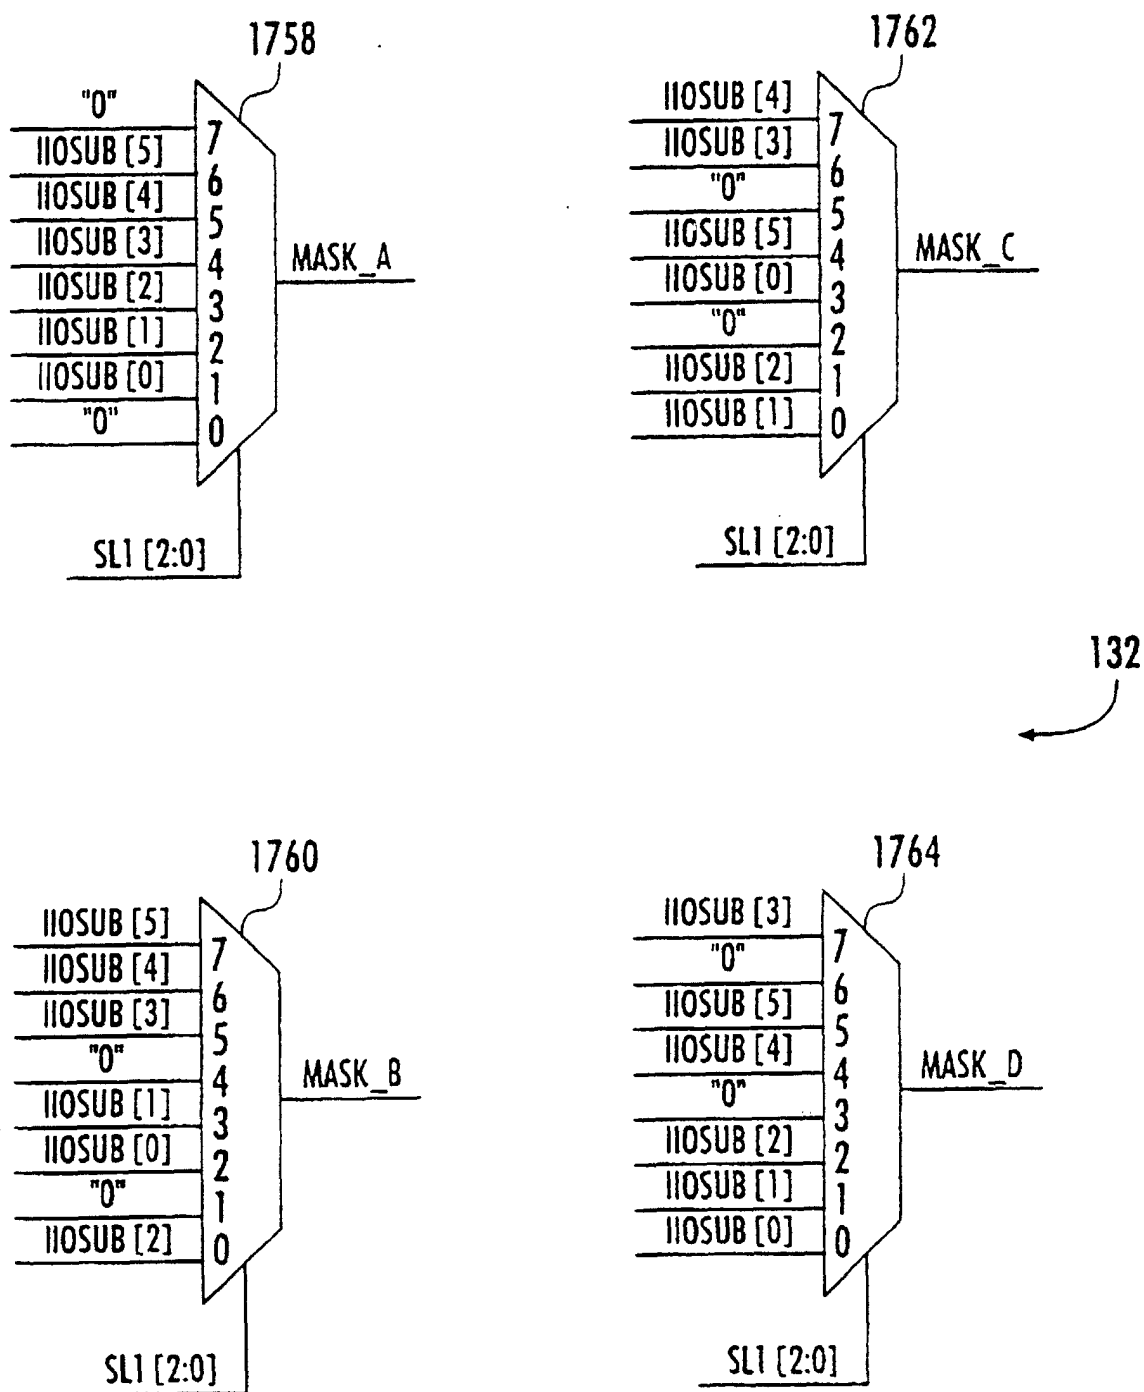 1758
"0"
7
IIOSUB [5]
6
IIOSUB [4]
5
IIOSUB [3]
4
MASK_A
IIOSUB [2]
3
IIOSUB [1]
2
IIOSUB [0]
1
"0"
0
SL1 [2:0]
1762
IIOSUB [4]
7
IIOSUB [3]
6
"0"
5
IIOSUB [5]
4
MASK_C
IIOSUB [0]
3
"0"
2
IIOSUB [2]
1
IIOSUB [1]
0
SL1 [2:0]
132
1760
IIOSUB [5]
7
IIOSUB [4]
6
IIOSUB [3]
5
"0"
4
MASK_B
IIOSUB [1]
3
IIOSUB [0]
2
"0"
1
IIOSUB [2]
0
SL1 [2:0]
1764
IIOSUB [3]
7
"0"
6
IIOSUB [5]
5
IIOSUB [4]
4
MASK_D
"0"
3
IIOSUB [2]
2
IIOSUB [1]
1
IIOSUB [0]
0
SL1 [2:0]